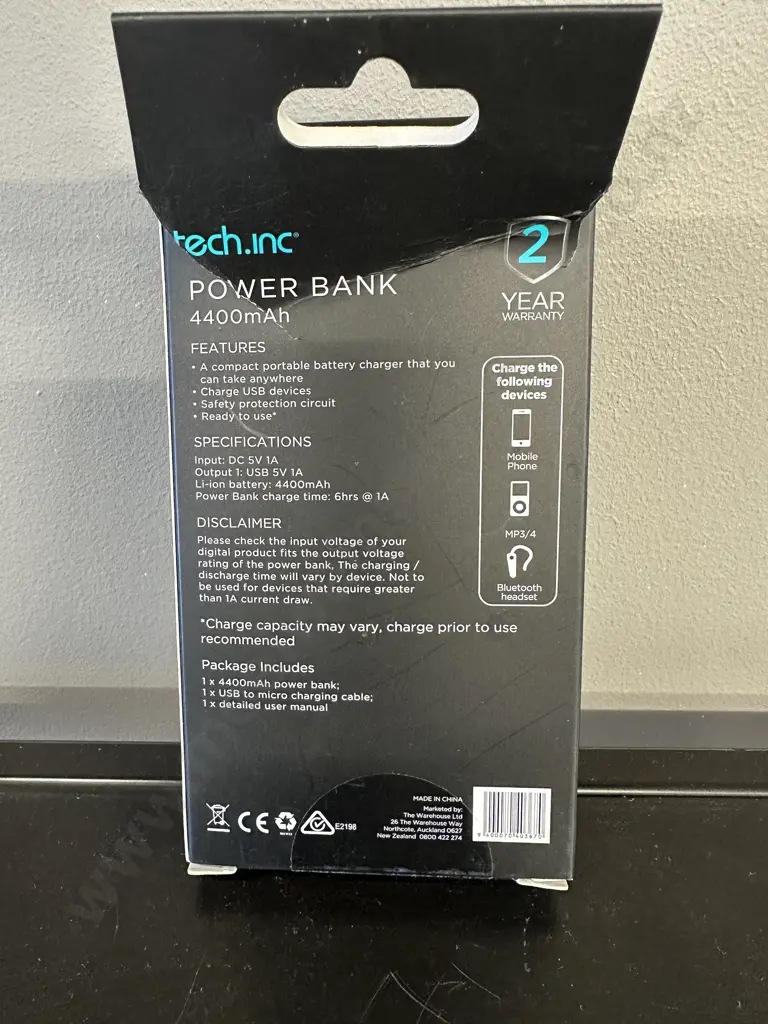 tech.inc
POWER BANK
4400mAh
2
YEAR
WARRANTY
FEATURES
• A compact portable battery charger that you
can take anywhere
• Charge USB devices
• Safety protection circuit
• Ready to use*
SPECIFICATIONS
Input: DC 5V 1A
Output 1: USB 5V 1A
Li-ion battery: 4400mAh
Power Bank charge time: 6hrs @ 1A
DISCLAIMER
Please check the input voltage of your
digital product fits the output voltage
rating of the power bank, The charging /
discharge time will vary by device. Not to
be used for devices that require greater
than 1A current draw.
*Charge capacity may vary, charge prior to use
recommended
Package Includes
1 x 4400mAh power bank;
1 x USB to micro charging cable;
1 x detailed user manual
Charge the
following
devices
Mobile
Phone
MP3/4
Bluetooth
headset
CE
E2198
MADE IN CHINA
Marketed by:
The Warehouse Ltd
26 The Warehouse Way
Northcote, Auckland 0627
New Zealand 0800 422 274
9 400070 403670